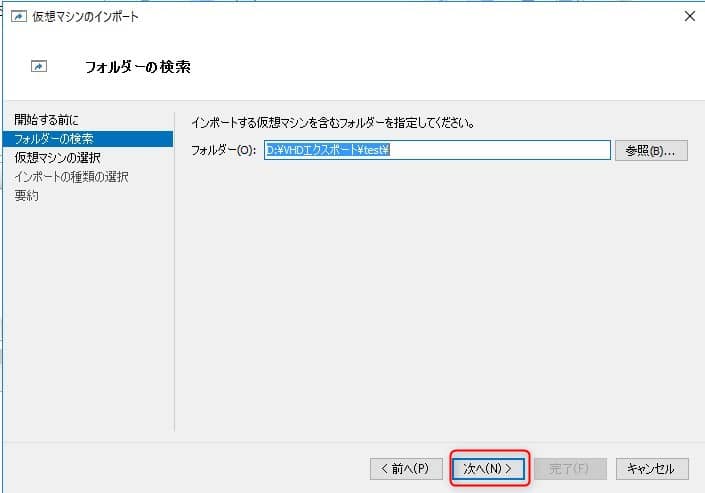 仮想マシンのインポート
フォルダーの検索
開始する前に
フォルダーの検索
仮想マシンの選択
インポートの種類の選択
要約
インポートする仮想マシンを含むフォルダーを指定してください。
フォルダー(O): D:¥VHDエクスポート¥test¥ 参照(B)...
< 前へ(P) 次へ(N) > 完了(F) キャンセル